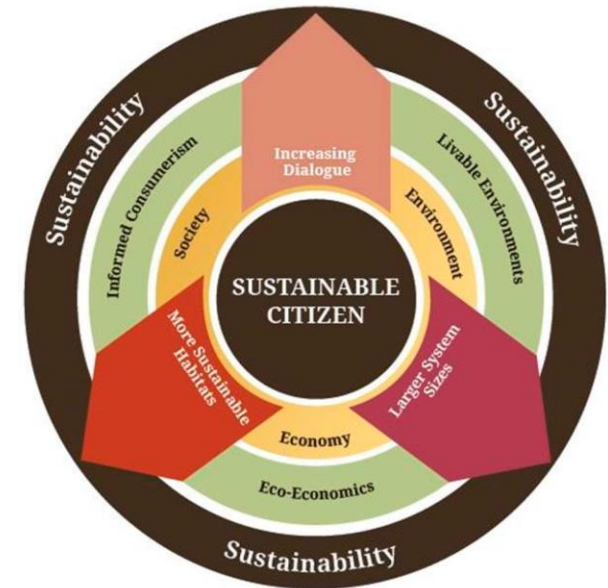 Sustainability
Sustainability
Increasing
Dialogue
Informed Consumerism
Livable Environments
Society
Environment
SUSTAINABLE
CITIZEN
More Sustainable
Habitats
Larger System
Sizes
Economy
Eco-Economics
Sustainability